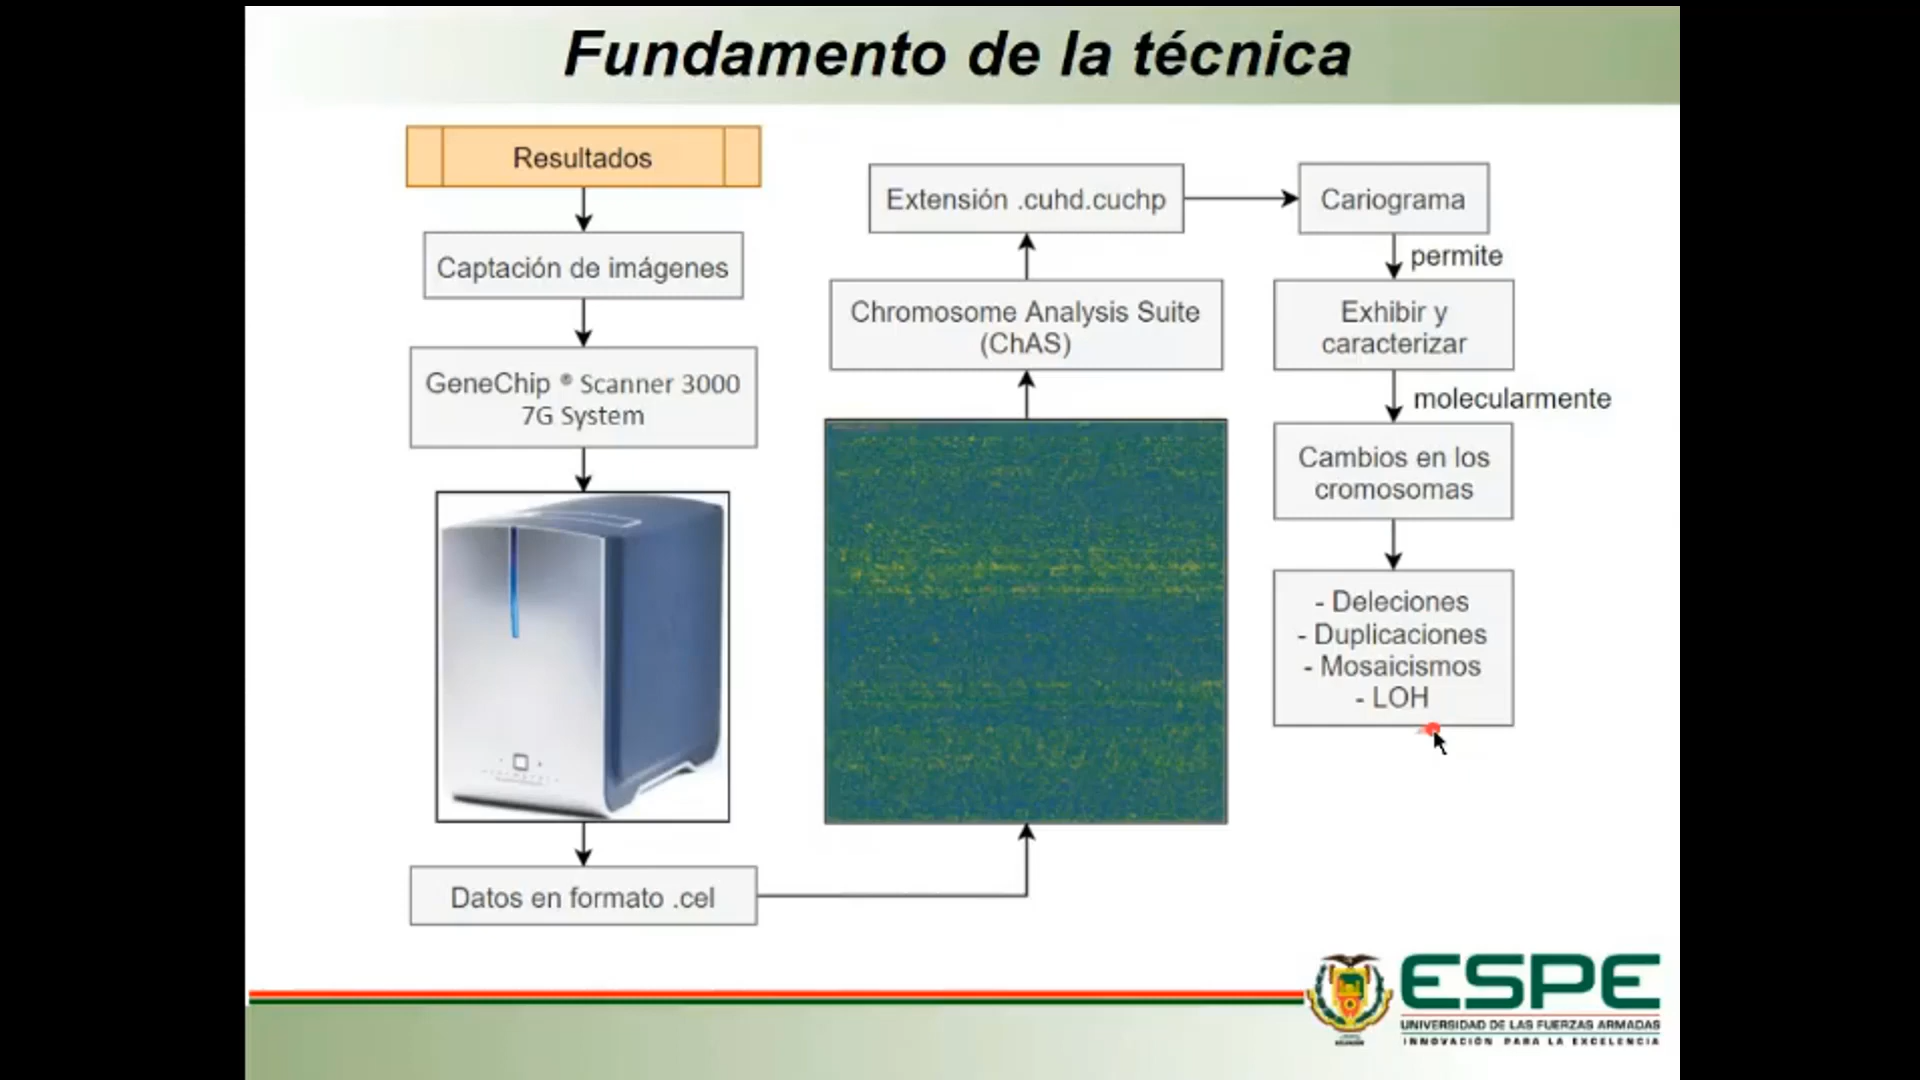 Fundamento de la técnica
Resultados
Captación de imágenes
GeneChip ® Scanner 3000
7G System
Datos en formato .cel
Chromosome Analysis Suite
(ChAS)
Extensión .cuhd.cuchp
Cariograma
permite
Exhibir y
caracterizar
molecularmente
Cambios en los
cromosomas
- Deleciones
- Duplicaciones
- Mosaicismos
- LOH
ESPE
UNIVERSIDAD DE LAS FUERZAS ARMADAS
INNOVACIÓN PARA LA EXCELENCIA